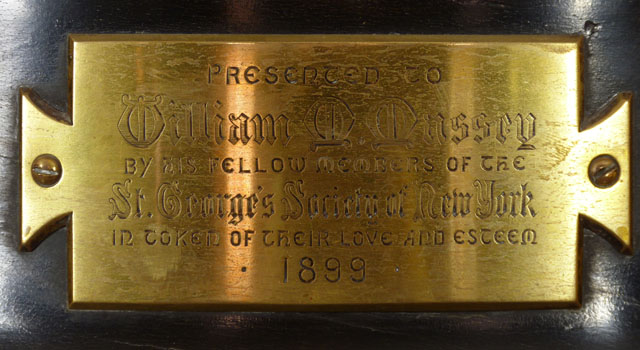 PRESENTED TO
William M. Massey
BY HIS FELLOW MEMBERS OF THE
St. George's Society of New York
IN TOKEN OF THEIR LOVE AND ESTEEM
· 1899